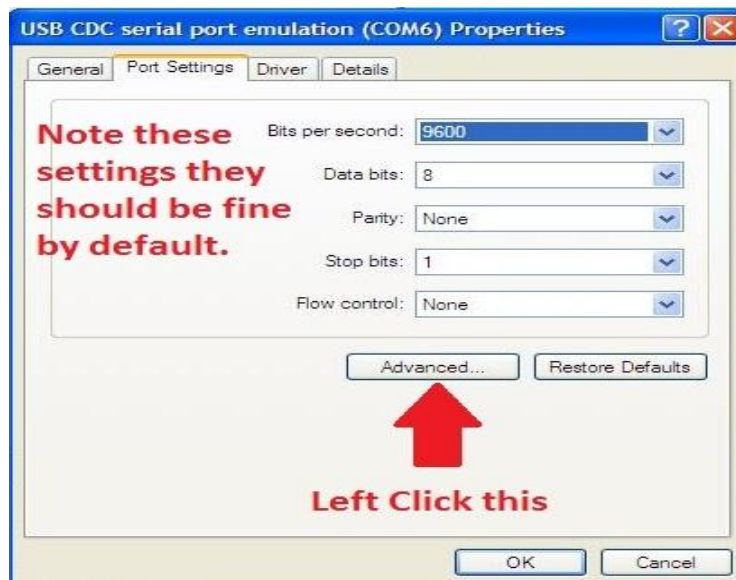 USB CDC serial port emulation (COM6) Properties
General Port Settings Driver Details
Note these
settings they
should be fine
by default.
Bits per second: 9600
Data bits: 8
Parity: None
Stop bits: 1
Flow control: None
Advanced... Restore Defaults
Left Click this
OK Cancel